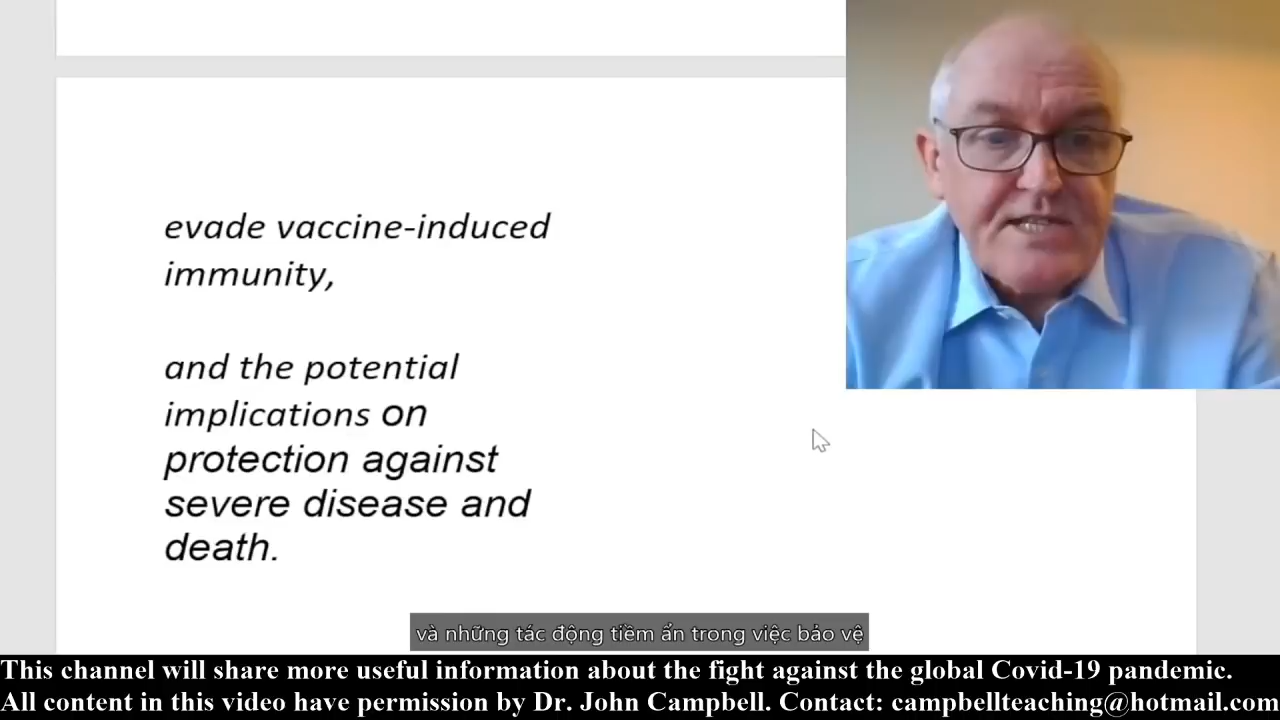 evade vaccine-induced
immunity,
and the potential
implications on
protection against
severe disease and
death.
và những tác động tiềm ẩn trong việc bảo vệ
This channel will share more useful information about the fight against the global Covid-19 pandemic.
All content in this video have permission by Dr. John Campbell. Contact: campbellteaching@hotmail.com